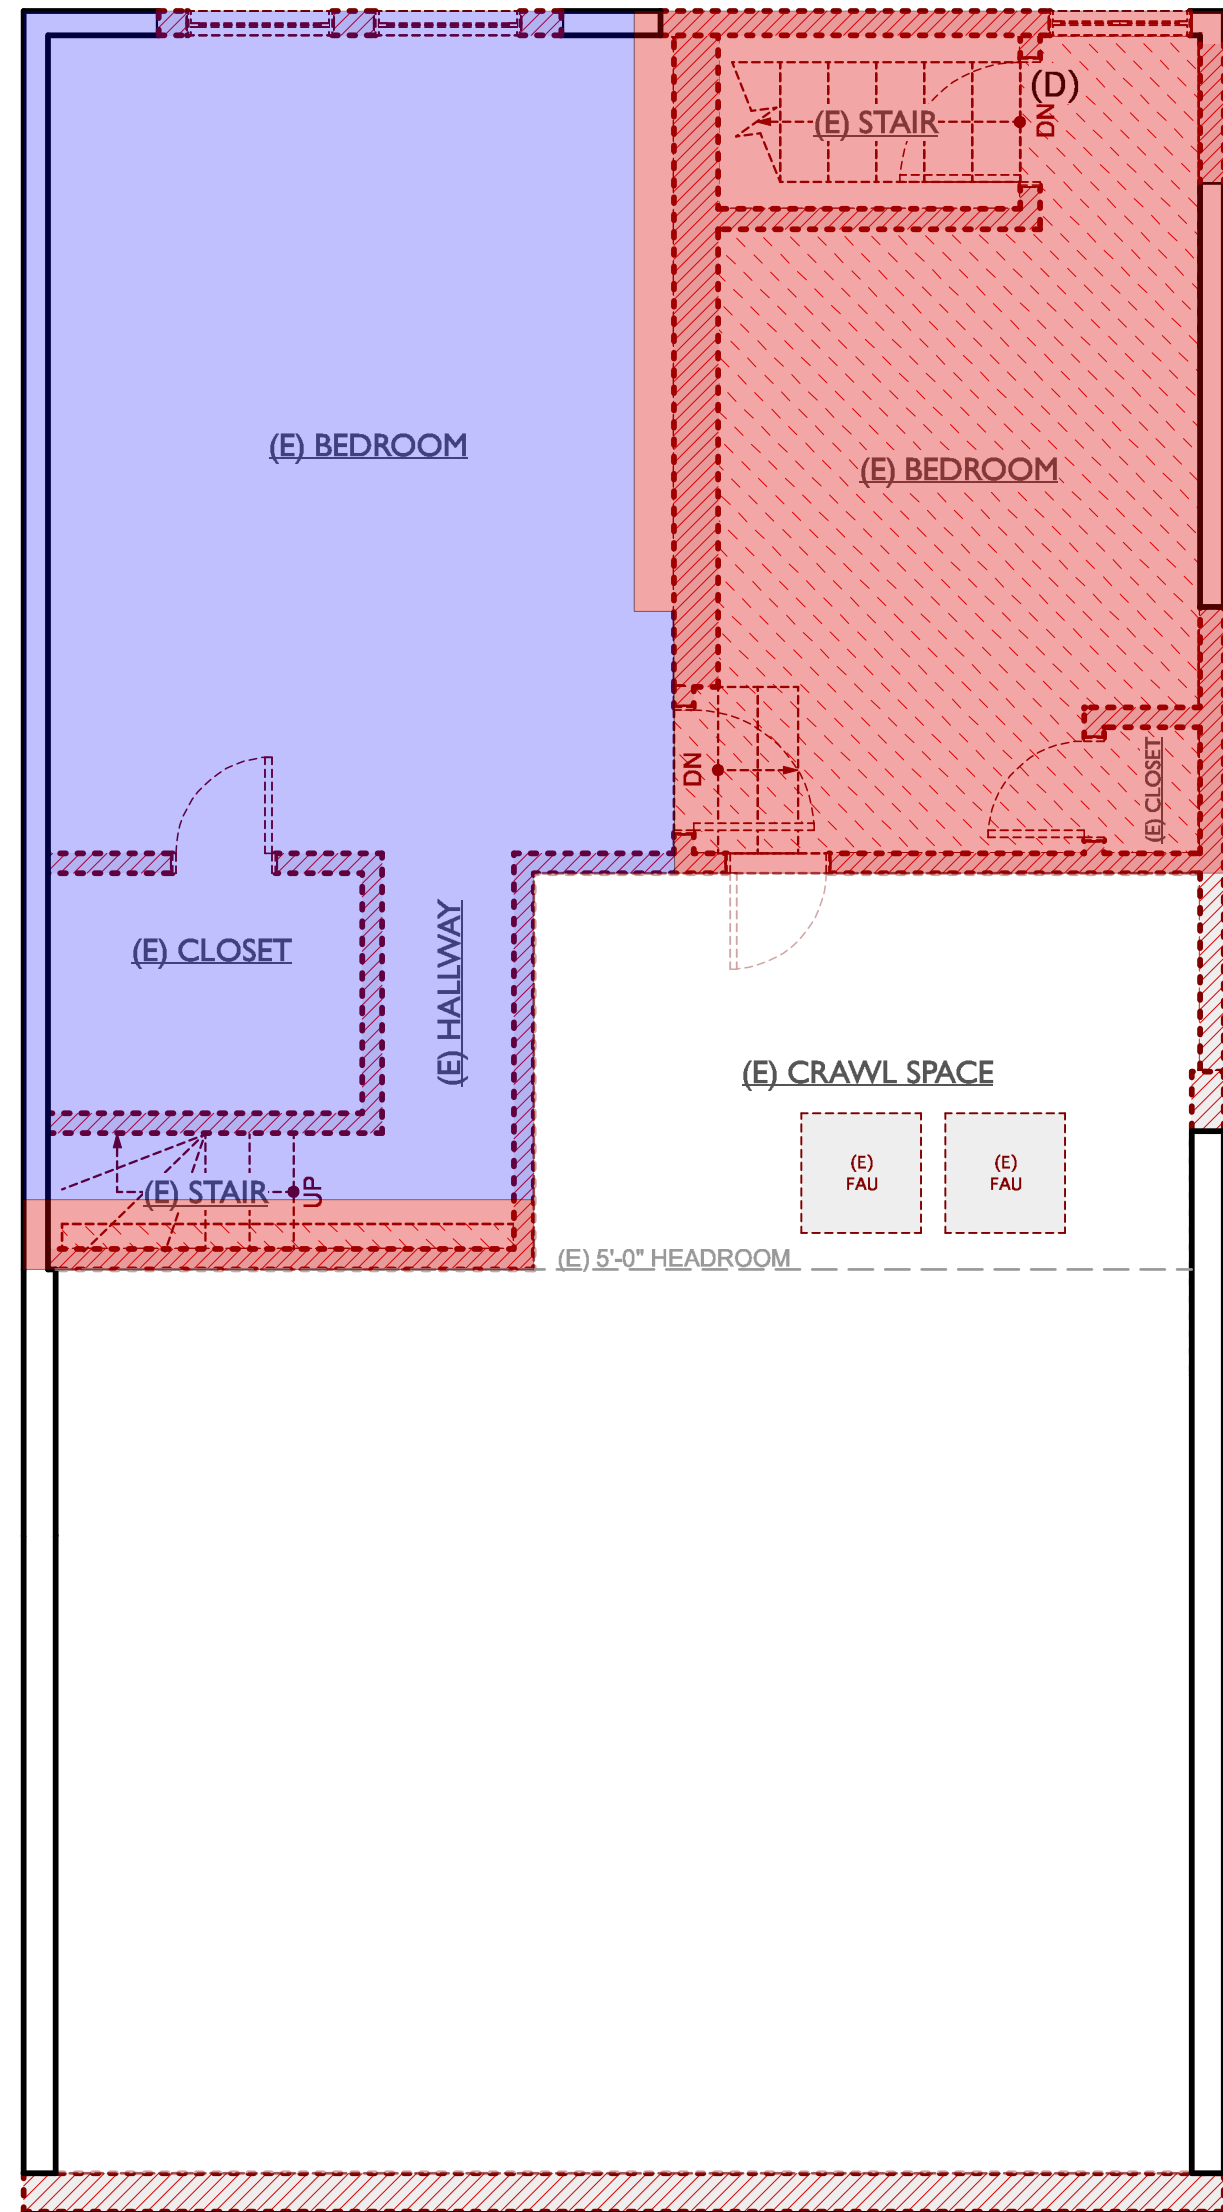 (D)
(E) STAIR
DN
(E) BEDROOM
(E) BEDROOM
DN
(E) CLOSET
(E) CLOSET
(E) HALLWAY
(E) CRAWL SPACE
(E)
FAU
(E)
FAU
(E) STAIR
UP
(E) 5'-0" HEADROOM